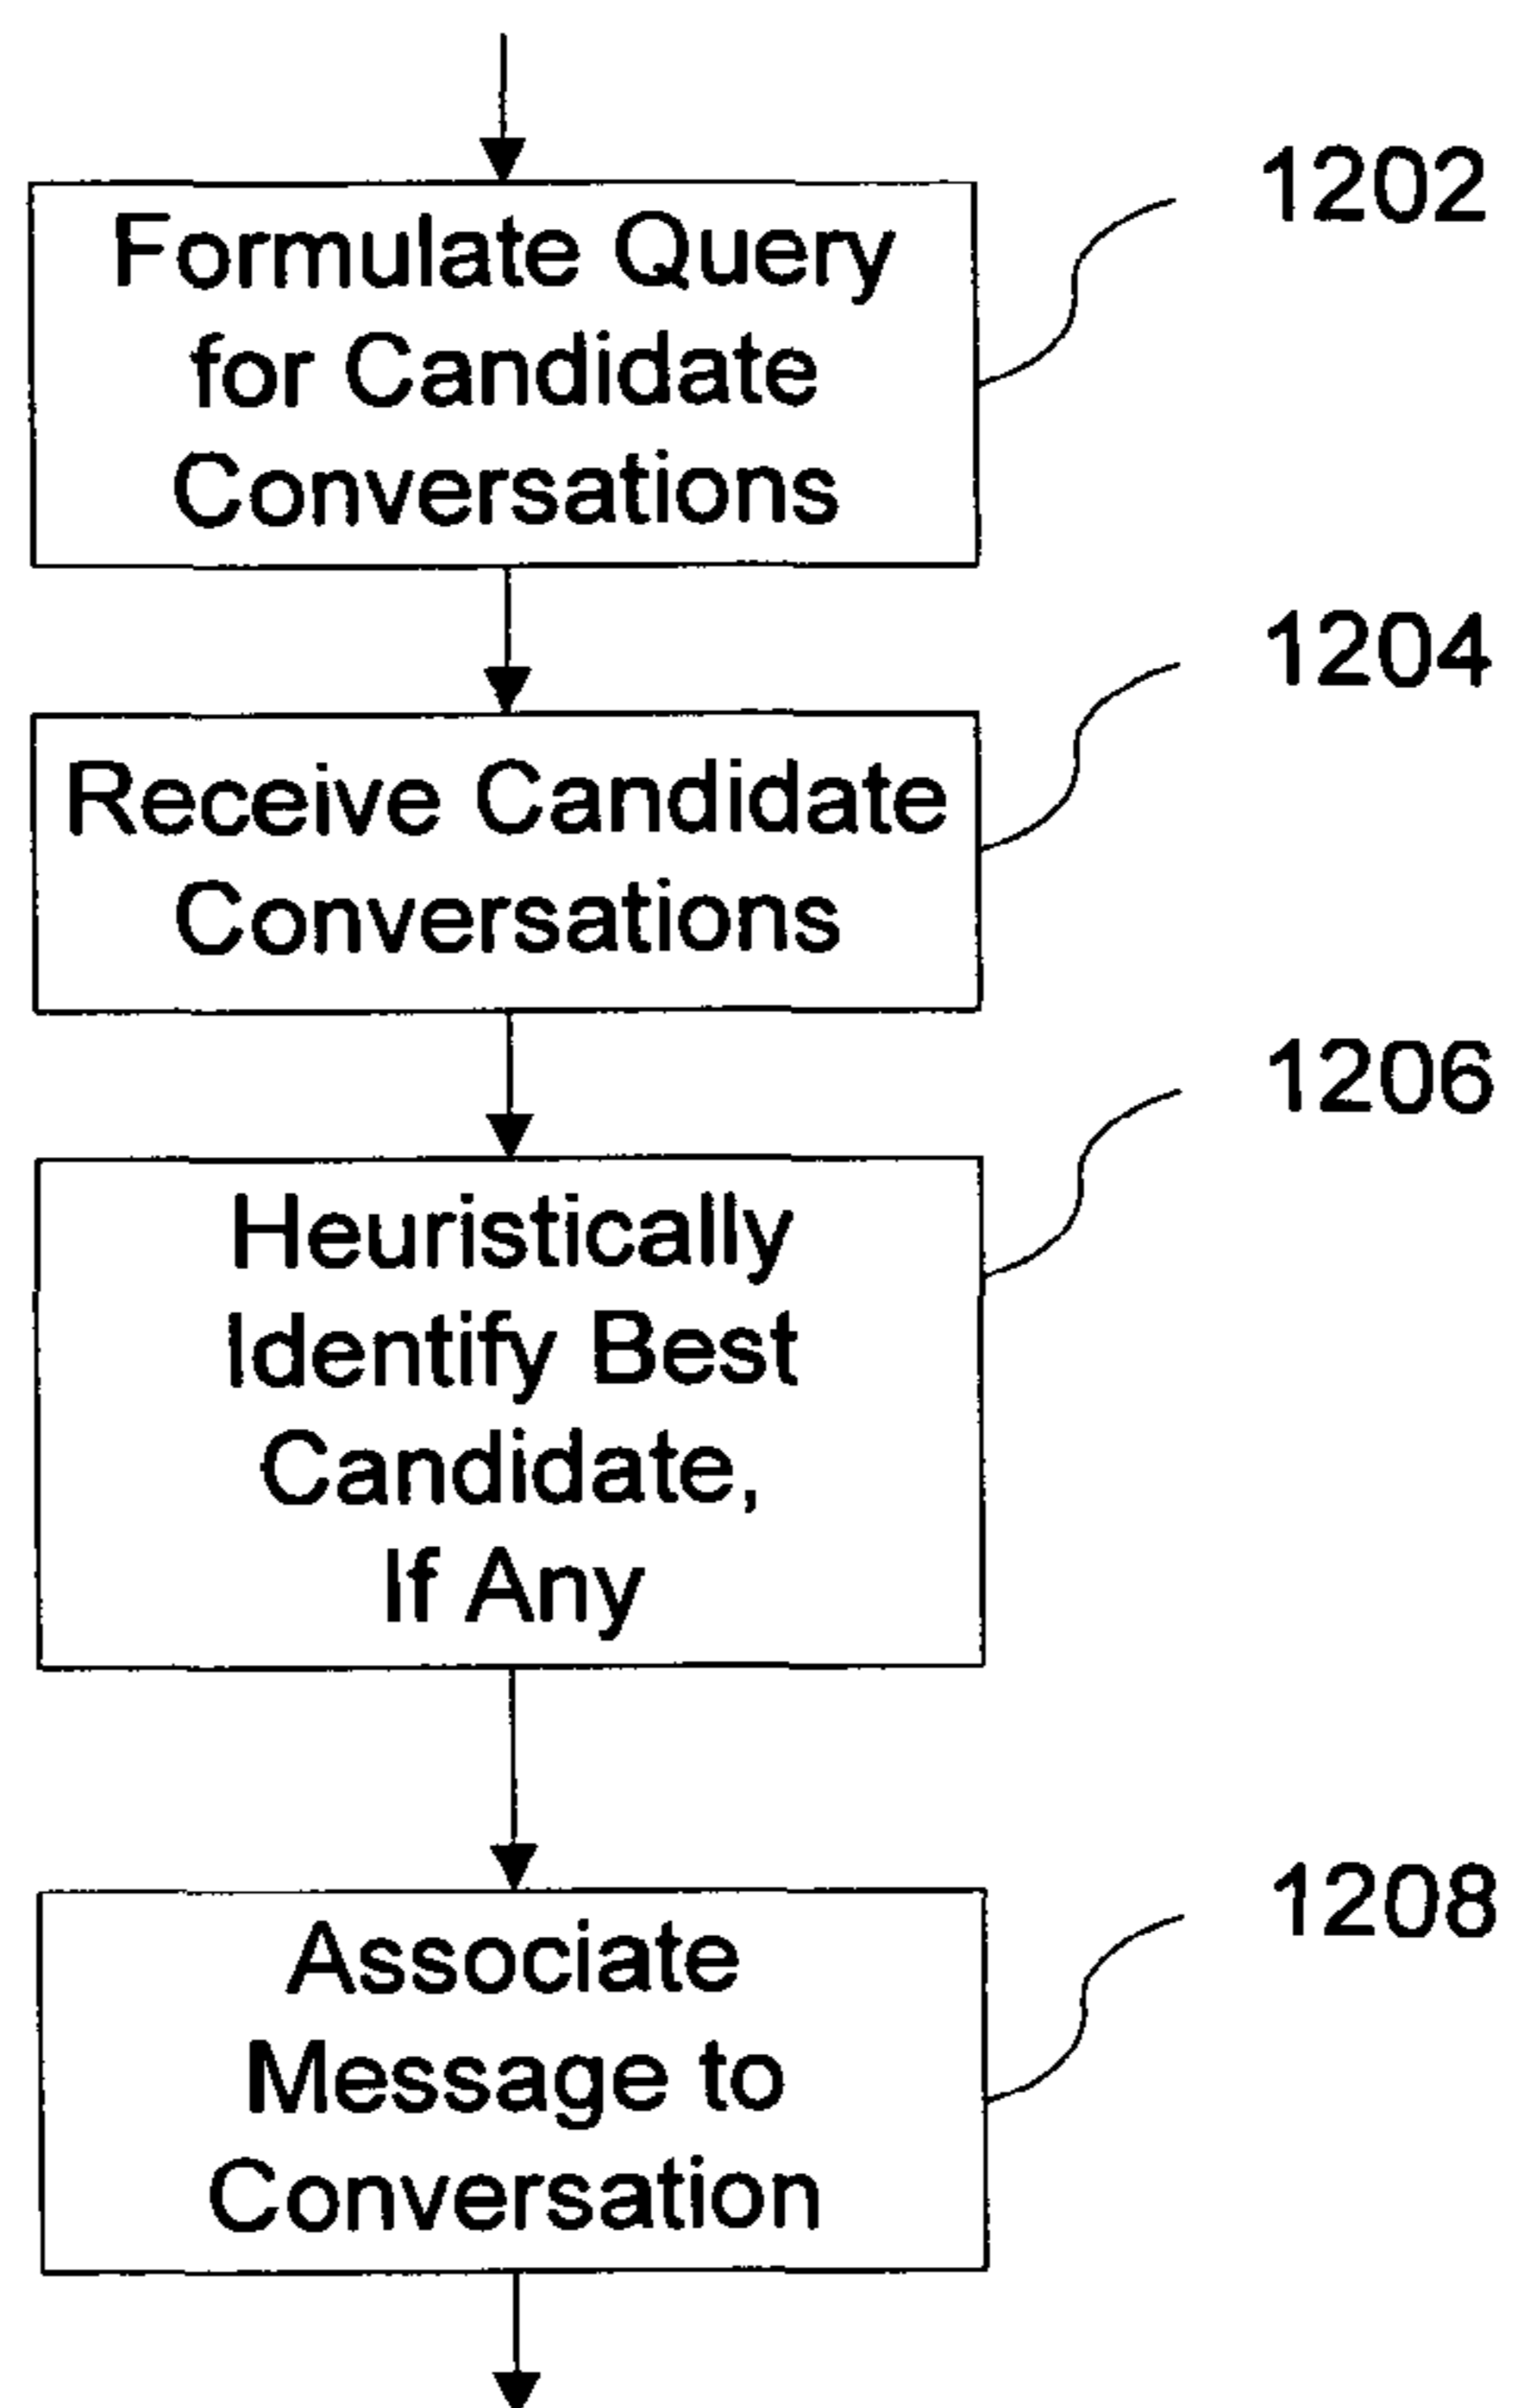 1202
Formulate Query
for Candidate
Conversations
1204
Receive Candidate
Conversations
1206
Heuristically
Identify Best
Candidate,
If Any
1208
Associate
Message to
Conversation